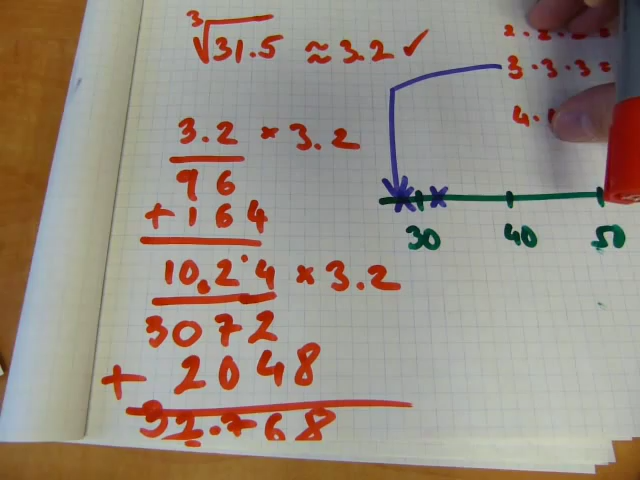 ∛31.5 ≈ 3.2 ✓
3.2 * 3.2
96
+ 164
10.24 * 3.2
3072
+ 2048
32.768
3·3·3=
4.
30 40 50